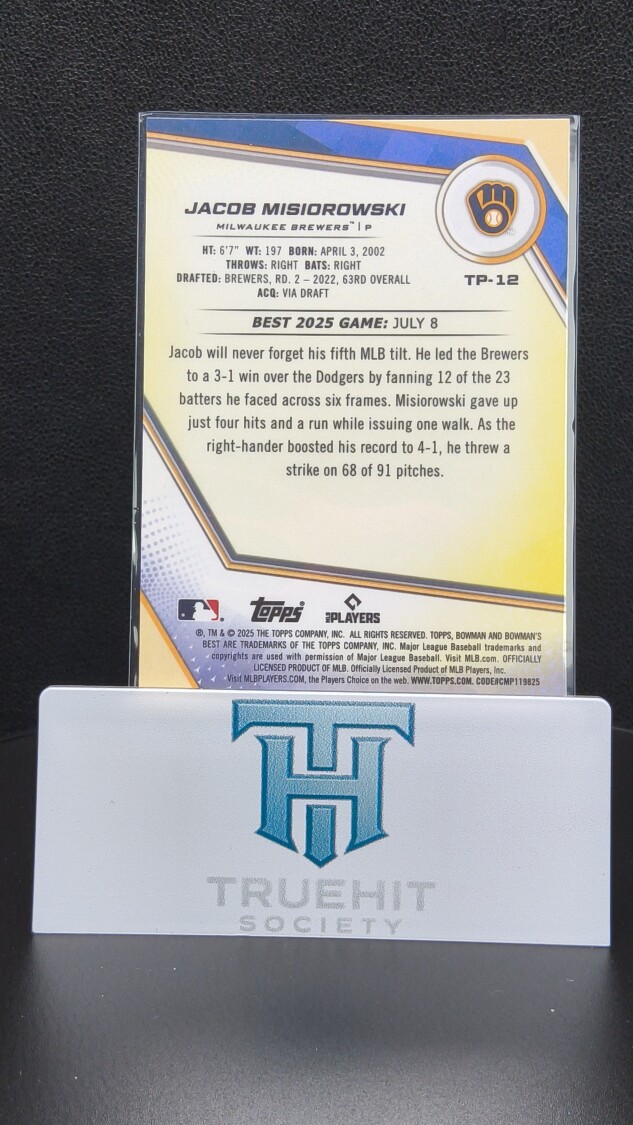 JACOB MISIOROWSKI
MILWAUKEE BREWERS™ | P
HT: 6'7" WT: 197 BORN: APRIL 3, 2002
THROWS: RIGHT BATS: RIGHT
DRAFTED: BREWERS, RD. 2 – 2022, 63RD OVERALL
ACQ: VIA DRAFT
TP-12
BEST 2025 GAME: JULY 8
Jacob will never forget his fifth MLB tilt. He led the Brewers
to a 3-1 win over the Dodgers by fanning 12 of the 23
batters he faced across six frames. Misiorowski gave up
just four hits and a run while issuing one walk. As the
right-hander boosted his record to 4-1, he threw a
strike on 68 of 91 pitches.
topps
MLB PLAYERS
®, TM & © 2025 THE TOPPS COMPANY, INC. ALL RIGHTS RESERVED. TOPPS, BOWMAN AND BOWMAN'S
BEST ARE TRADEMARKS OF THE TOPPS COMPANY, INC. Major League Baseball trademarks and
copyrights are used with permission of Major League Baseball. Visit MLB.com. OFFICIALLY
LICENSED PRODUCT OF MLB. Officially Licensed Product of MLB Players, Inc.
Visit MLBPLAYERS.COM, the Players Choice on the web. WWW.TOPPS.COM. CODE#CMP119825
TH
TRUEHIT
SOCIETY